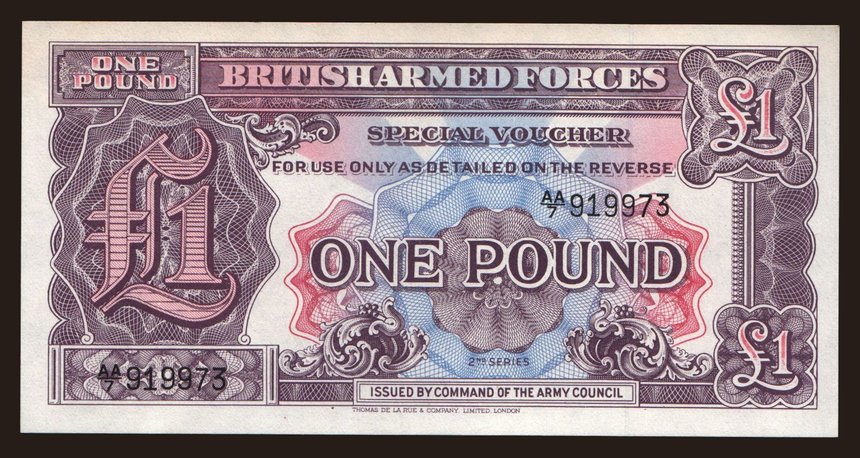 ONE
POUND
BRITISH ARMED FORCES
£1
SPECIAL VOUCHER
FOR USE ONLY AS DETAILED ON THE REVERSE
AA/7 919973
£1
ONE POUND
2ND SERIES
£1
AA/7 919973
ISSUED BY COMMAND OF THE ARMY COUNCIL
THOMAS DE LA RUE & COMPANY, LIMITED, LONDON